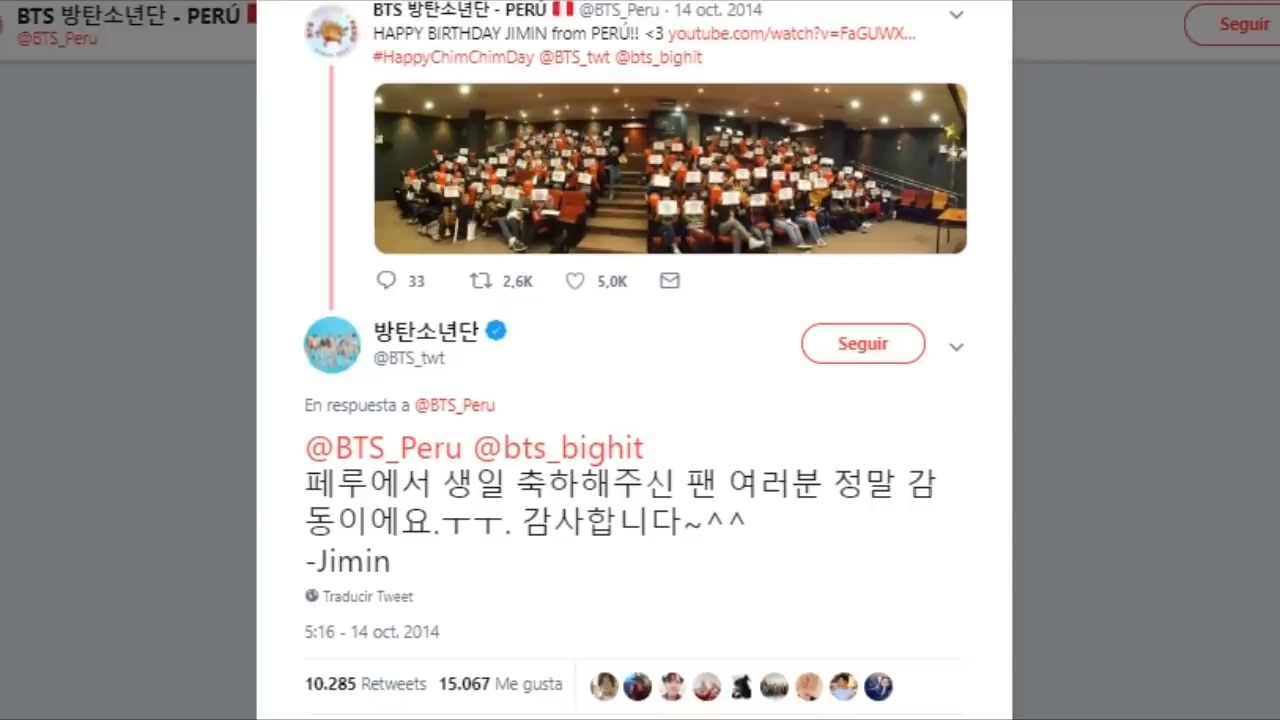 BTS 방탄소년단 - PERÚ
@BTS_Peru
Seguir
BTS 방탄소년단 - PERÚ @BTS_Peru · 14 oct. 2014
HAPPY BIRTHDAY JIMIN from PERÚ!! <3 youtube.com/watch?v=FaGUWX...
#HappyChimChimDay @BTS_twt @bts_bighit
33 2,6K 5,0K
방탄소년단
@BTS_twt
Seguir
En respuesta a @BTS_Peru
@BTS_Peru @bts_bighit
페루에서 생일 축하해주신 팬 여러분 정말 감
동이에요.ㅜㅜ. 감사합니다~^^
-Jimin
Traducir Tweet
5:16 - 14 oct. 2014
10.285 Retweets 15.067 Me gusta